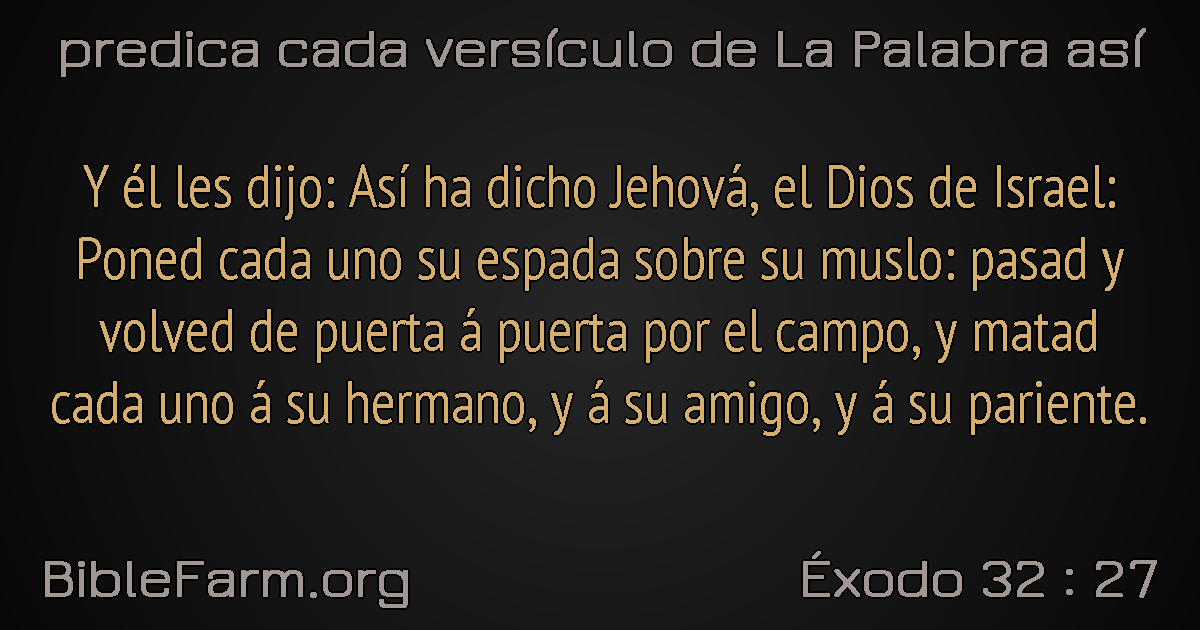 predica cada versículo de La Palabra así
Y él les dijo: Así ha dicho Jehová, el Dios de Israel:
Poned cada uno su espada sobre su muslo: pasad y
volved de puerta á puerta por el campo, y matad
cada uno á su hermano, y á su amigo, y á su pariente.
BibleFarm.org
Éxodo 32 : 27